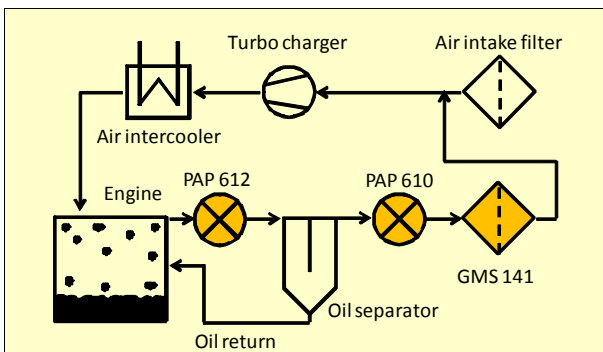 Turbo charger
Air intake filter
Air intercooler
Engine
PAP 612
PAP 610
GMS 141
Oil separator
Oil return